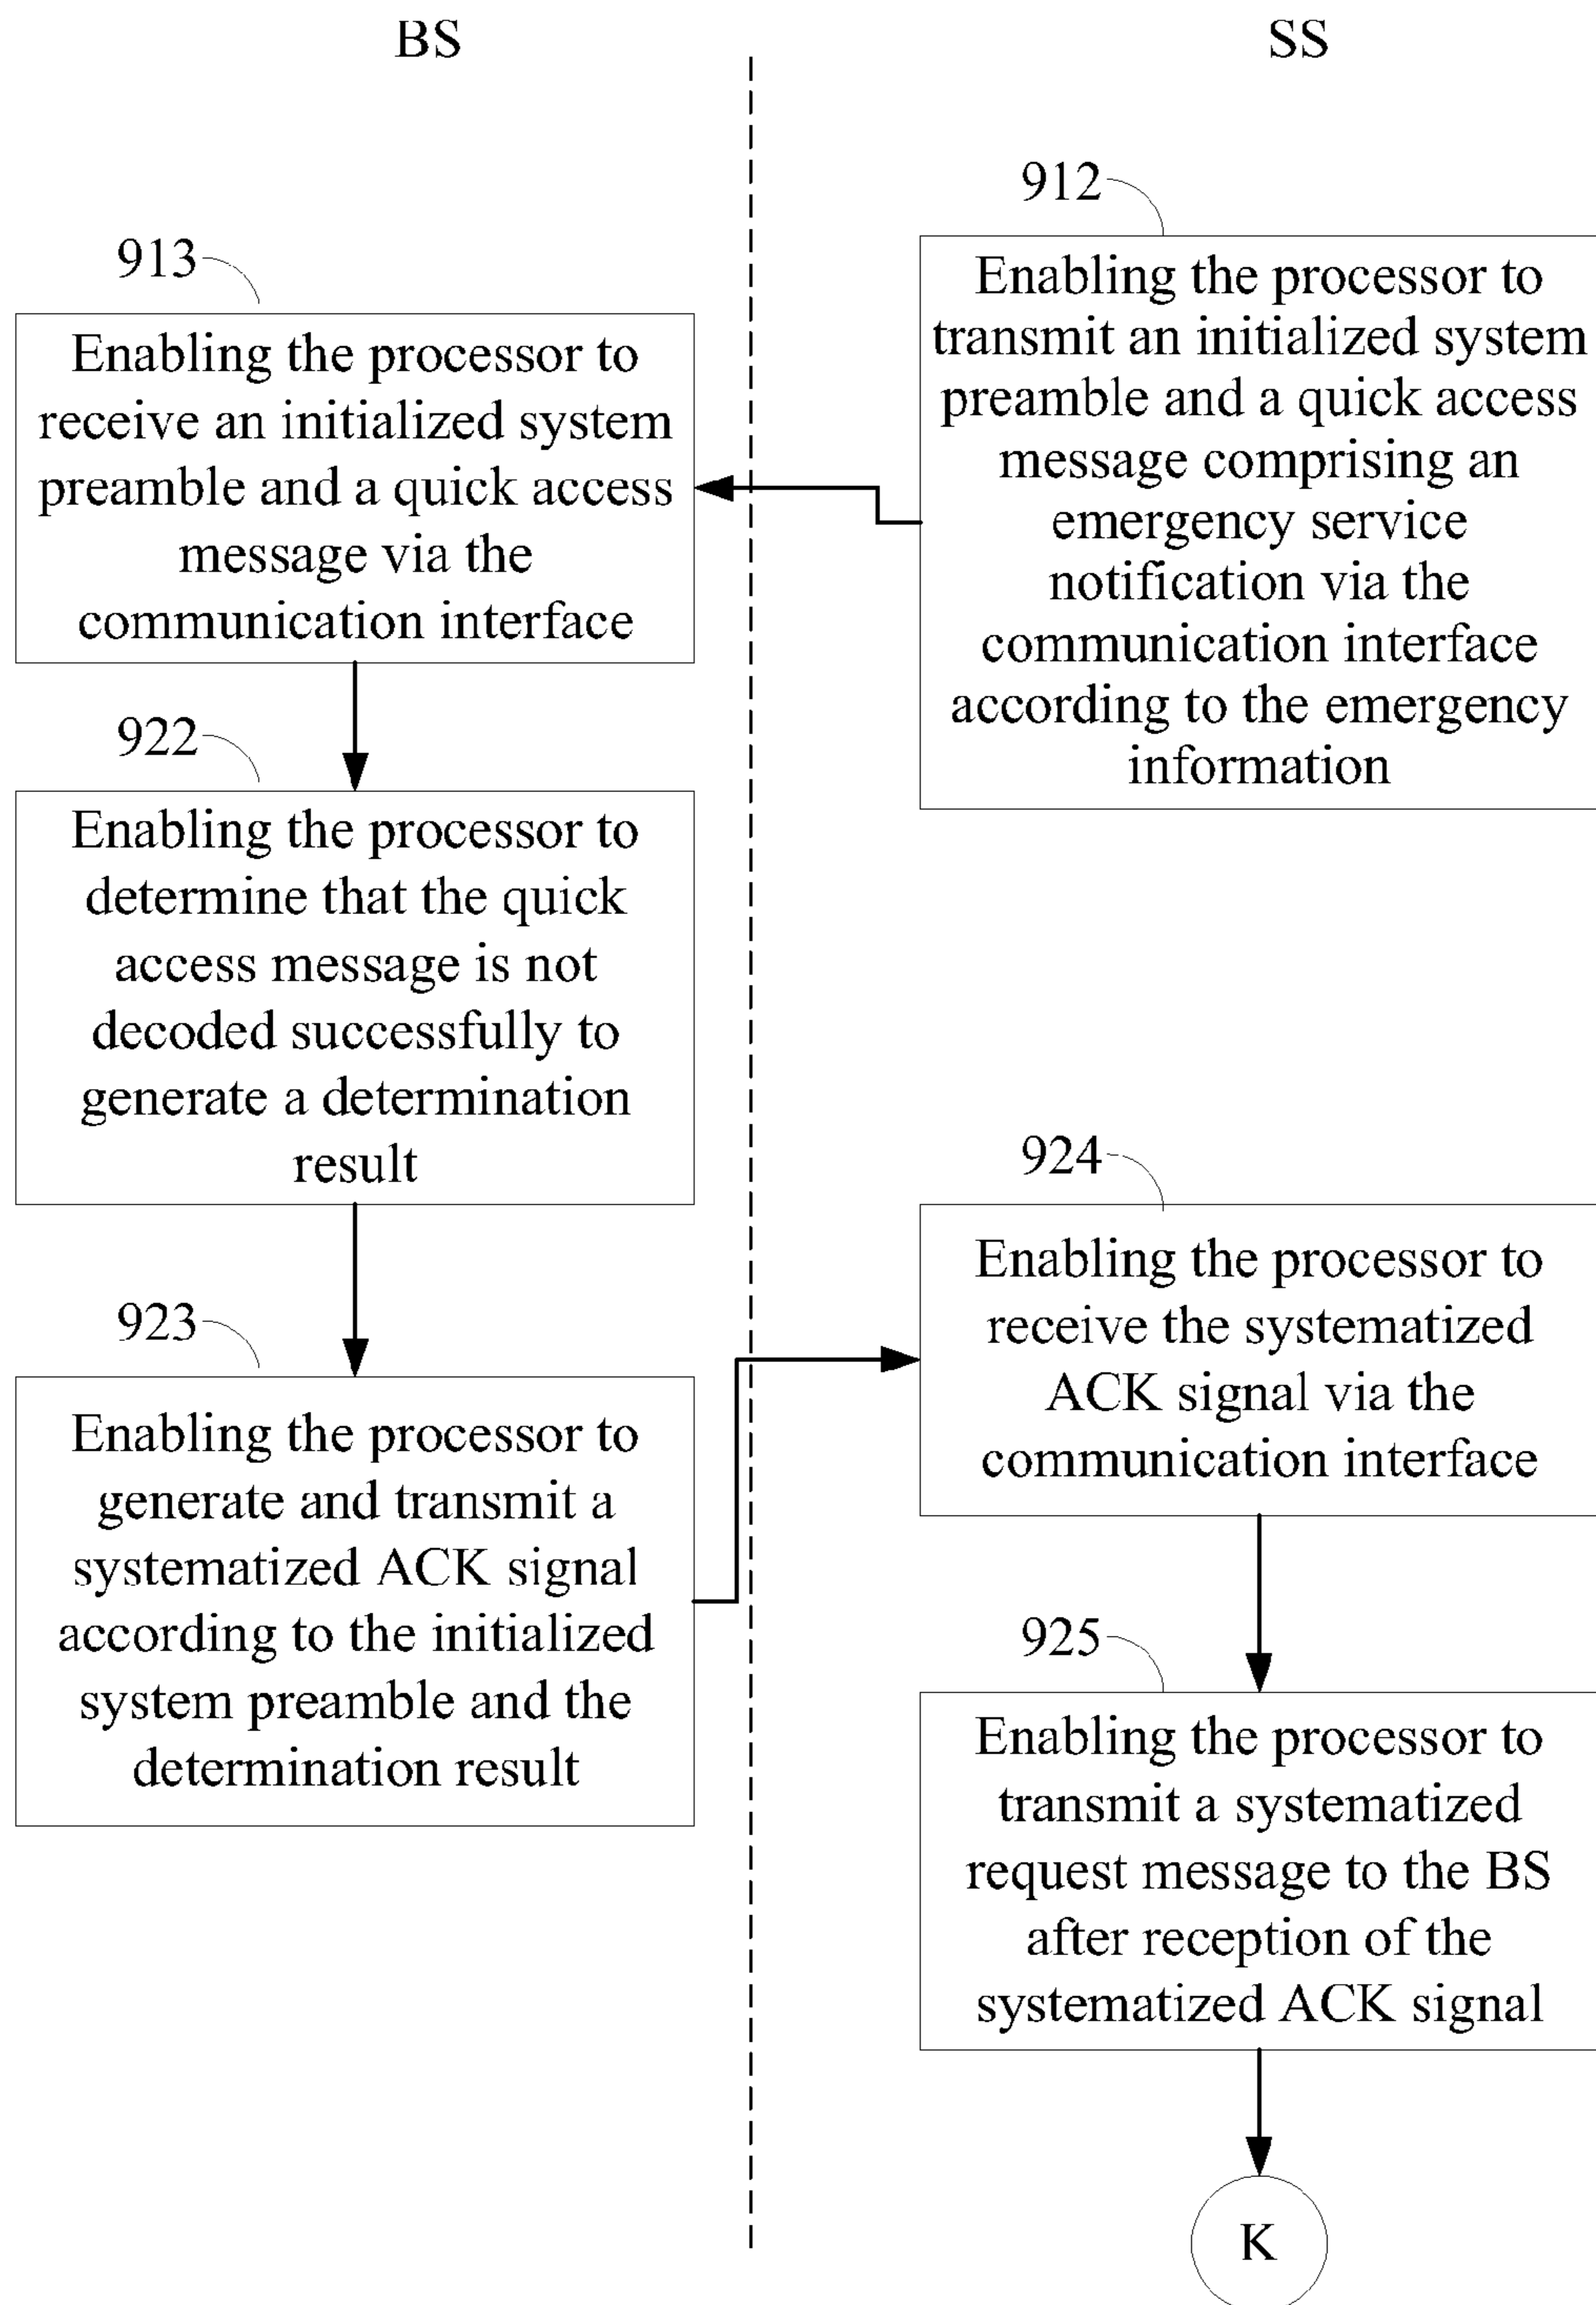 BS
SS
912
Enabling the processor to
transmit an initialized system
preamble and a quick access
message comprising an
emergency service
notification via the
communication interface
according to the emergency
information
913
Enabling the processor to
receive an initialized system
preamble and a quick access
message via the
communication interface
922
Enabling the processor to
determine that the quick
access message is not
decoded successfully to
generate a determination
result
923
Enabling the processor to
generate and transmit a
systematized ACK signal
according to the initialized
system preamble and the
determination result
924
Enabling the processor to
receive the systematized
ACK signal via the
communication interface
925
Enabling the processor to
transmit a systematized
request message to the BS
after reception of the
systematized ACK signal
K